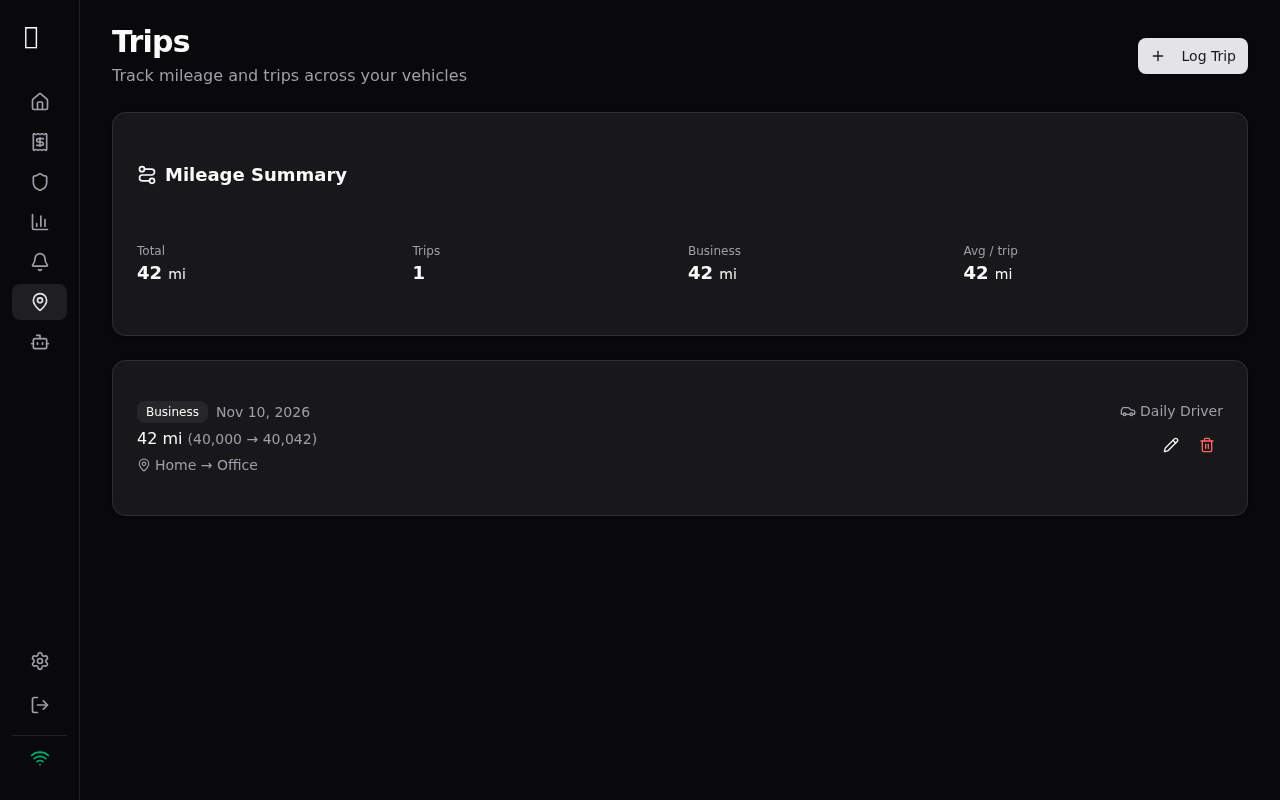 Trips
Track mileage and trips across your vehicles
Log Trip
Mileage Summary
Total
42 mi
Trips
1
Business
42 mi
Avg / trip
42 mi
Business Nov 10, 2026
Daily Driver
42 mi (40,000 → 40,042)
Home → Office